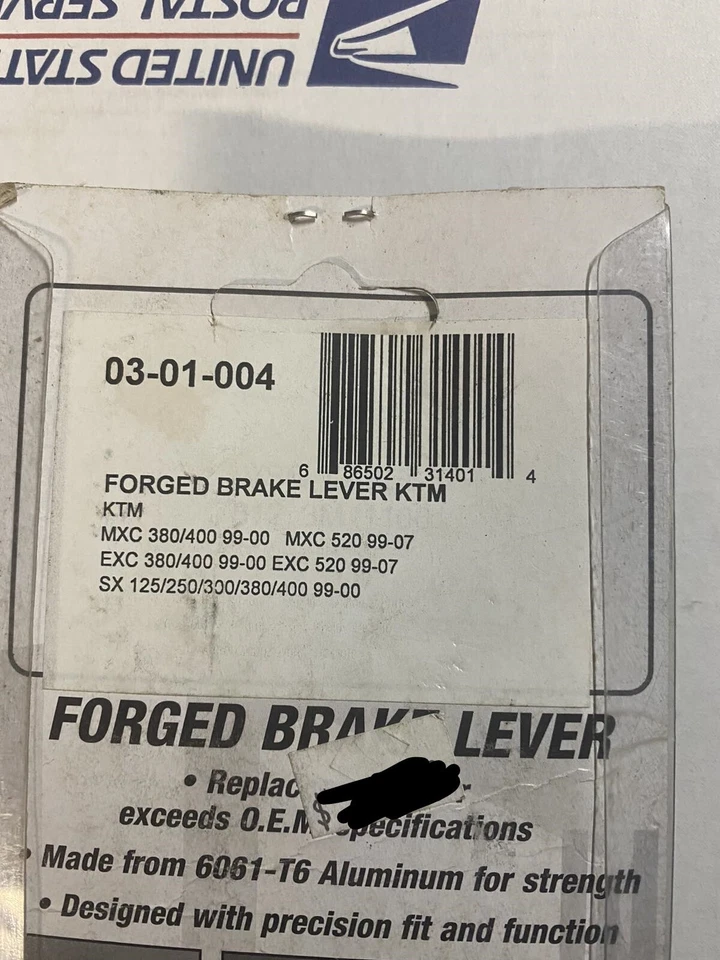 UNITED STAT
POSTAL SERV
03-01-004
6 86502 31401 4
FORGED BRAKE LEVER KTM
KTM
MXC 380/400 99-00 MXC 520 99-07
EXC 380/400 99-00 EXC 520 99-07
SX 125/250/300/380/400 99-00
FORGED BRAKE LEVER
• Replac
exceeds O.E.M. specifications
• Made from 6061-T6 Aluminum for strength
• Designed with precision fit and function